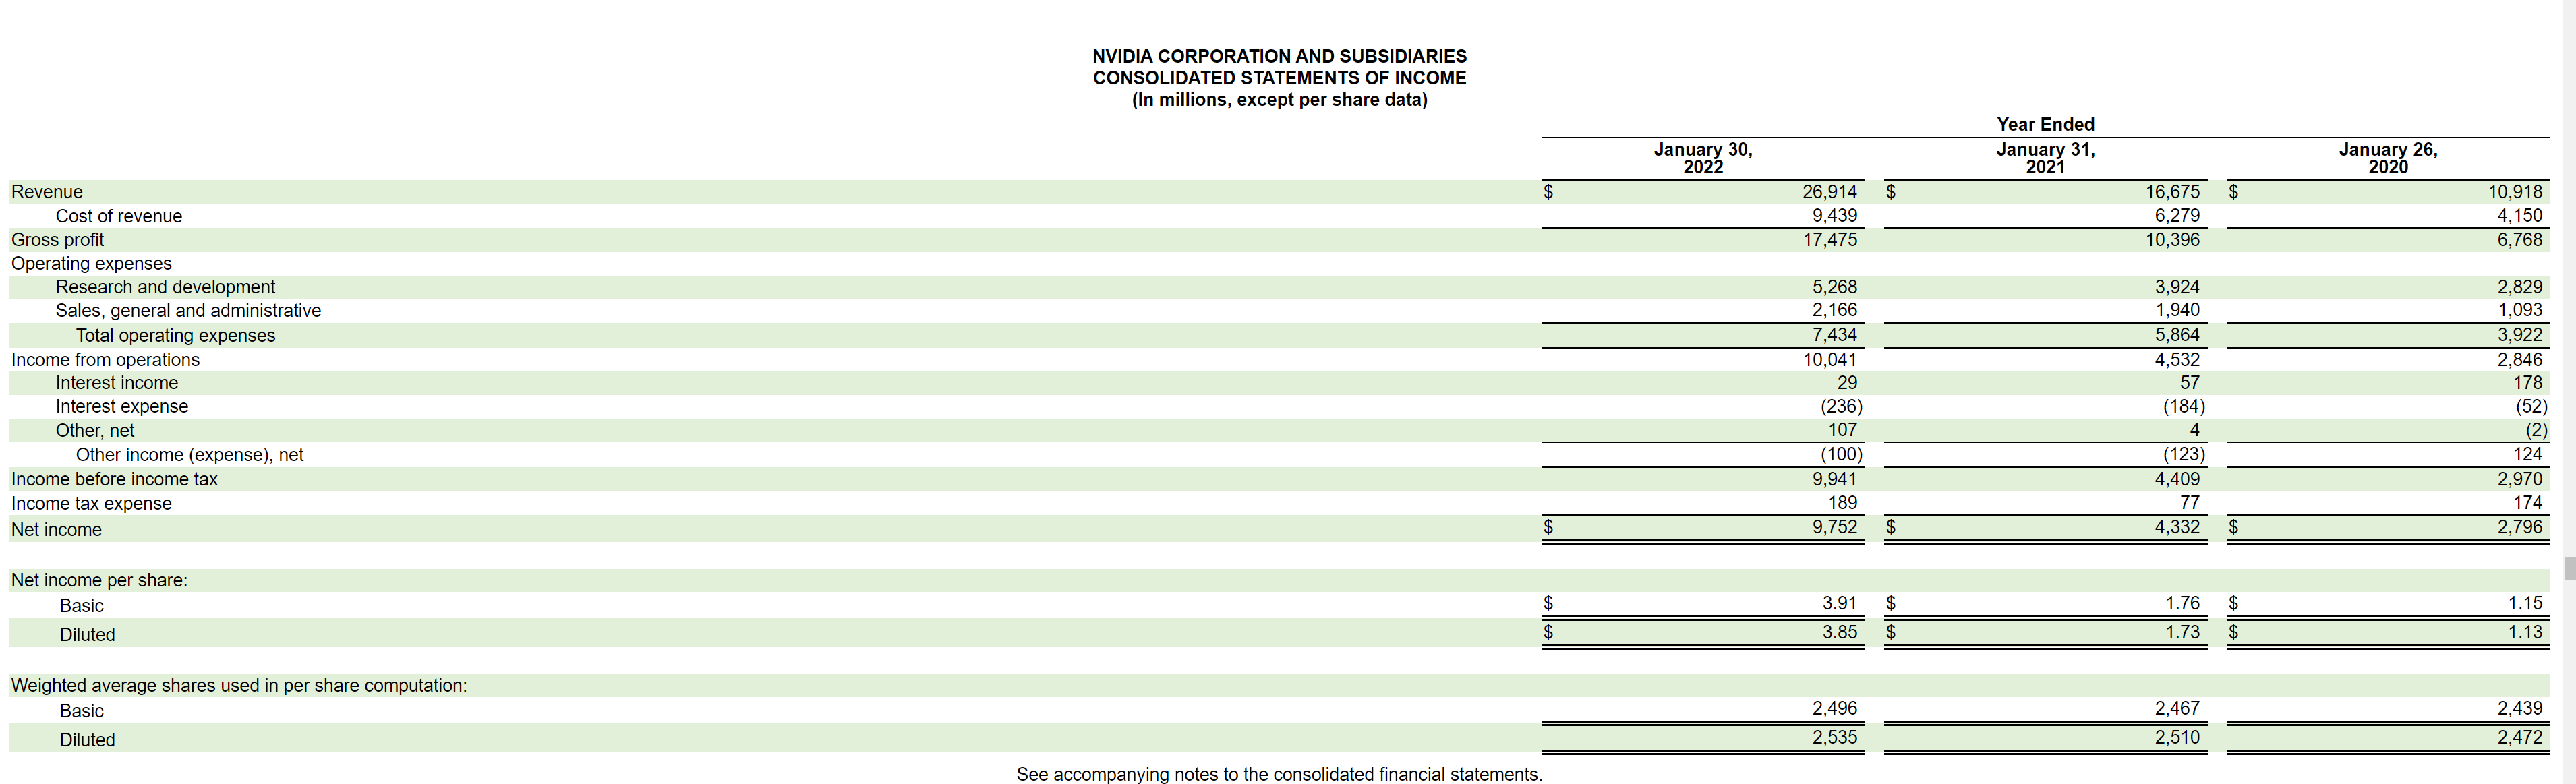 NVIDIA CORPORATION AND SUBSIDIARIES
CONSOLIDATED STATEMENTS OF INCOME
(In millions, except per share data)
Year Ended
January 30, 2022 January 31, 2021 January 26, 2020
Revenue $ 26,914 $ 16,675 $ 10,918
Cost of revenue 9,439 6,279 4,150
Gross profit 17,475 10,396 6,768
Operating expenses
Research and development 5,268 3,924 2,829
Sales, general and administrative 2,166 1,940 1,093
Total operating expenses 7,434 5,864 3,922
Income from operations 10,041 4,532 2,846
Interest income 29 57 178
Interest expense (236) (184) (52)
Other, net 107 4 (2)
Other income (expense), net (100) (123) 124
Income before income tax 9,941 4,409 2,970
Income tax expense 189 77 174
Net income $ 9,752 $ 4,332 $ 2,796
Net income per share:
Basic $ 3.91 $ 1.76 $ 1.15
Diluted $ 3.85 $ 1.73 $ 1.13
Weighted average shares used in per share computation:
Basic 2,496 2,467 2,439
Diluted 2,535 2,510 2,472
See accompanying notes to the consolidated financial statements.